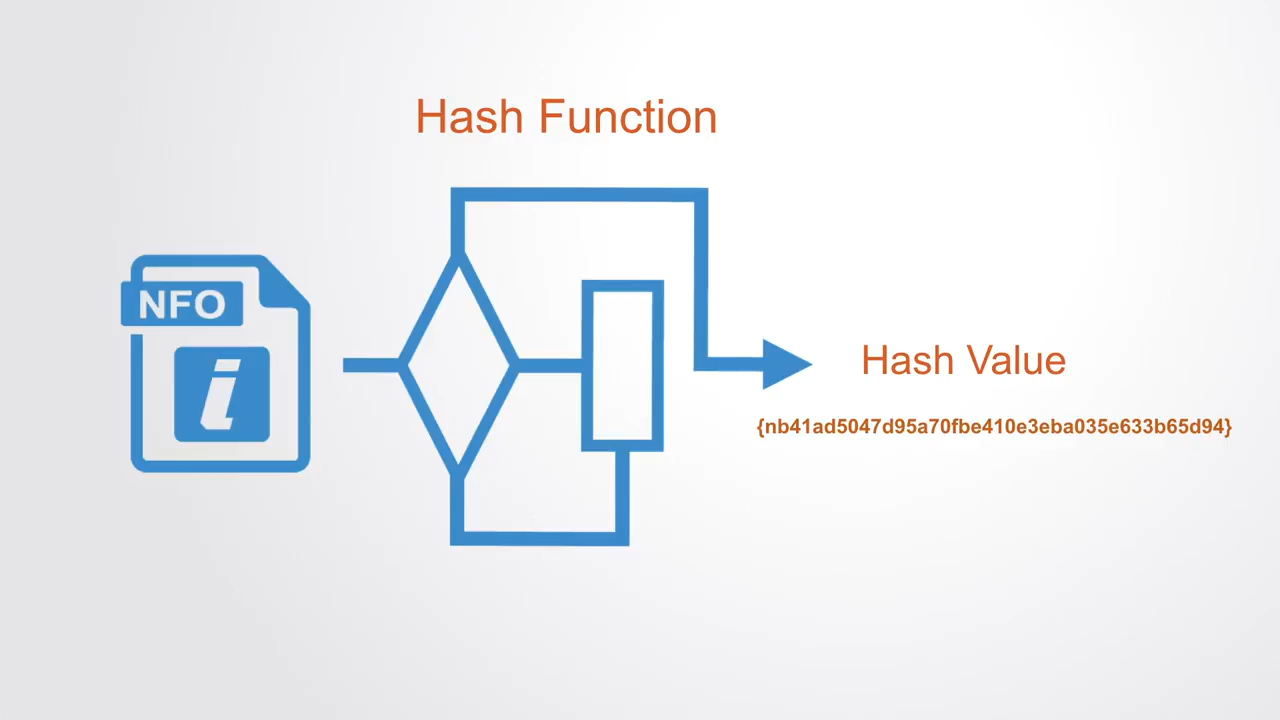 Hash Function
NFO
i
Hash Value
{nb41ad5047d95a70fbe410e3eba035e633b65d94}